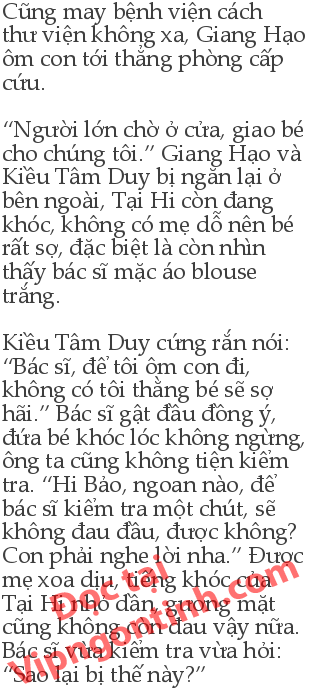 Cũng may bệnh viện cách
thư viện không xa, Giang Hạo
ôm con tới thẳng phòng cấp
cứu.
“Người lớn chờ ở cửa, giao bé
cho chúng tôi.” Giang Hạo và
Kiều Tâm Duy bị ngăn lại ở
bên ngoài, Tại Hi còn đang
khóc, không có mẹ dỗ nên bé
rất sợ, đặc biệt là còn nhìn
thấy bác sĩ mặc áo blouse
trắng.
Kiều Tâm Duy cứng rắn nói:
“Bác sĩ, để tôi ôm con đi,
không có tôi thằng bé sẽ sợ
hãi.” Bác sĩ gật đầu đồng ý,
đứa bé khóc lóc không ngừng,
ông ta cũng không tiện kiểm
tra. “Hi Bảo, ngoan nào, để
bác sĩ kiểm tra một chút, sẽ
không đau đâu, được không?
Con phải nghe lời nha.” Được
mẹ xoa dịu, tiếng khóc của
Tại Hi nhỏ dần, gương mặt
cũng không còn đau vậy nữa.
Bác sĩ vừa kiểm tra vừa hỏi:
“Sao lại bị thế này?”
Đọc tại
Vipngontinh.com